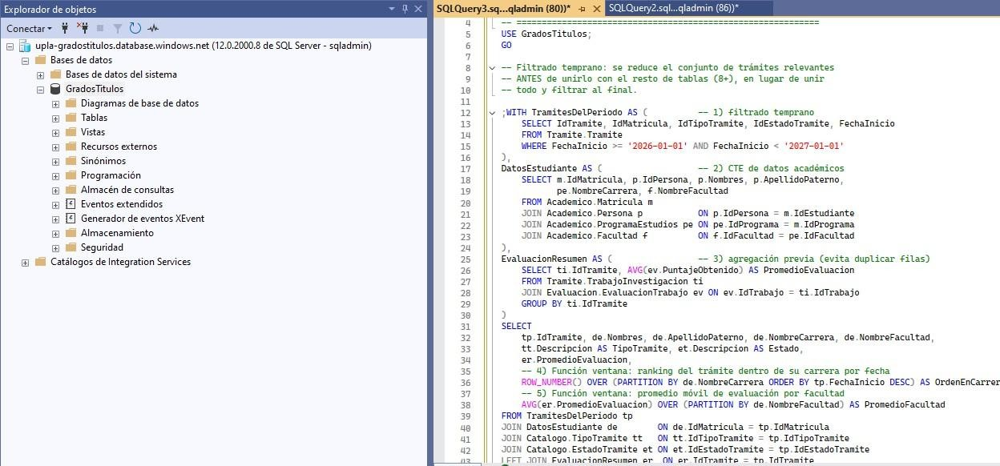 Explorador de objetos
Conectar
upla-gradostitulos.database.windows.net (12.0.2000.8 de SQL Server - sqladmin)
Bases de datos
Bases de datos del sistema
GradosTitulos
Diagramas de base de datos
Tablas
Vistas
Recursos externos
Sinónimos
Programación
Almacén de consultas
Eventos extendidos
Generador de eventos XEvent
Almacenamiento
Seguridad
Catálogos de Integration Services
SQLQuery3.sq...qladmin (80))*
SQLQuery2.sql...qladmin (86))*
4 -- ============================================================
5 USE GradosTitulos;
6 GO
7
8 -- Filtrado temprano: se reduce el conjunto de trámites relevantes
9 -- ANTES de unirlo con el resto de tablas (8+), en lugar de unir
10 -- todo y filtrar al final.
11
12 ;WITH TramitesDelPeriodo AS ( -- 1) filtrado temprano
13 SELECT IdTramite, IdMatricula, IdTipoTramite, IdEstadoTramite, FechaInicio
14 FROM Tramite.Tramite
15 WHERE FechaInicio >= '2026-01-01' AND FechaInicio < '2027-01-01'
16 ),
17 DatosEstudiante AS ( -- 2) CTE de datos académicos
18 SELECT m.IdMatricula, p.IdPersona, p.Nombres, p.ApellidoPaterno,
19 pe.NombreCarrera, f.NombreFacultad
20 FROM Academico.Matricula m
21 JOIN Academico.Persona p ON p.IdPersona = m.IdEstudiante
22 JOIN Academico.ProgramaEstudios pe ON pe.IdPrograma = m.IdPrograma
23 JOIN Academico.Facultad f ON f.IdFacultad = pe.IdFacultad
24 ),
25 EvaluacionResumen AS ( -- 3) agregación previa (evita duplicar filas)
26 SELECT ti.IdTramite, AVG(ev.PuntajeObtenido) AS PromedioEvaluacion
27 FROM Tramite.TrabajoInvestigacion ti
28 JOIN Evaluacion.EvaluacionTrabajo ev ON ev.IdTrabajo = ti.IdTrabajo
29 GROUP BY ti.IdTramite
30 )
31 SELECT
32 tp.IdTramite, de.Nombres, de.ApellidoPaterno, de.NombreCarrera, de.NombreFacultad,
33 tt.Descripcion AS TipoTramite, et.Descripcion AS Estado,
34 er.PromedioEvaluacion,
35 -- 4) Función ventana: ranking del trámite dentro de su carrera por fecha
36 ROW_NUMBER() OVER (PARTITION BY de.NombreCarrera ORDER BY tp.FechaInicio DESC) AS OrdenEnCarrer
37 -- 5) Función ventana: promedio móvil de evaluación por facultad
38 AVG(er.PromedioEvaluacion) OVER (PARTITION BY de.NombreFacultad) AS PromedioFacultad
39 FROM TramitesDelPeriodo tp
40 JOIN DatosEstudiante de ON de.IdMatricula = tp.IdMatricula
41 JOIN Catalogo.TipoTramite tt ON tt.IdTipoTramite = tp.IdTipoTramite
42 JOIN Catalogo.EstadoTramite et ON et.IdEstadoTramite = tp.IdEstadoTramite
43 LEFT JOIN EvaluacionResumen er ON er.IdTramite = tp.IdTramite